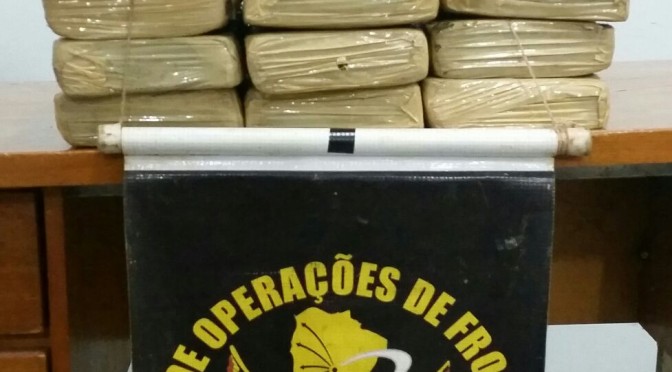 DE OPERAÇÕES DE FRO